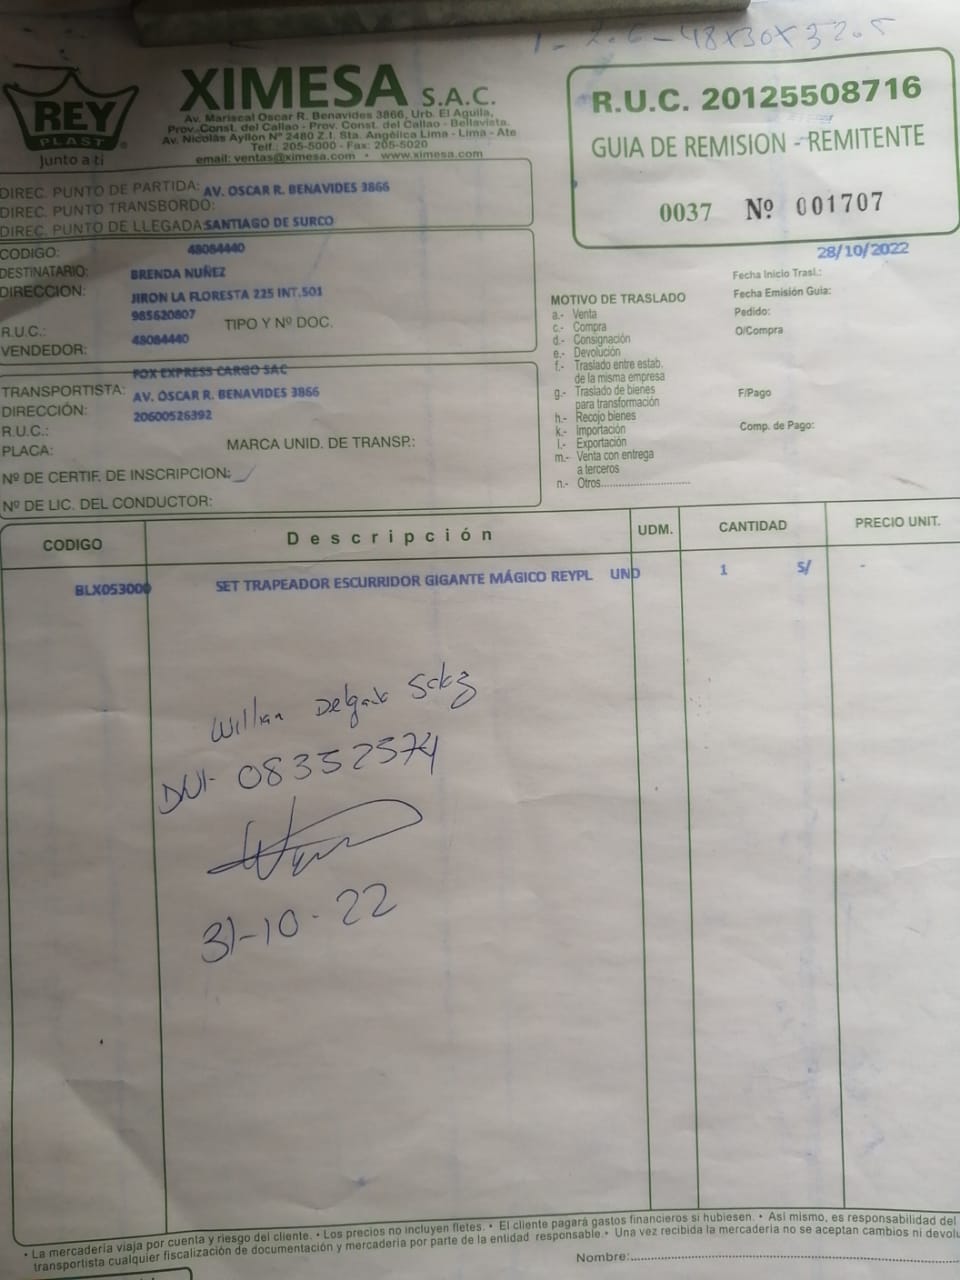 1 - 2.6 - 48x30x32.5
REY
PLAST
Junto a ti
XIMESA S.A.C.
Av. Mariscal Oscar R. Benavides 3866, Urb. El Aguila,
Prov. Const. del Callao - Prov. Const. del Callao - Bellavista.
Av. Nicolás Ayllón Nº 2480 Z.I. Sta. Angélica Lima - Lima - Ate
Telf.: 205-5000 - Fax: 205-5020
email: ventas@ximesa.com • www.ximesa.com
R.U.C. 20125508716
GUIA DE REMISION - REMITENTE
0037 Nº 001707
DIREC. PUNTO DE PARTIDA: AV. OSCAR R. BENAVIDES 3866
DIREC. PUNTO TRANSBORDO:
DIREC. PUNTO DE LLEGADA: SANTIAGO DE SURCO
CODIGO: 48084440
DESTINATARIO: BRENDA NUÑEZ
DIRECCION: JIRON LA FLORESTA 225 INT.501
985620807
R.U.C.: TIPO Y Nº DOC.
VENDEDOR: 48084440
28/10/2022
Fecha Inicio Trasl.:
Fecha Emisión Guia:
Pedido:
O/Compra
F/Pago
Comp. de Pago:
MOTIVO DE TRASLADO
a.- Venta
c.- Compra
d.- Consignación
e.- Devolución
f.- Traslado entre estab.
de la misma empresa
g.- Traslado de bienes
para transformación
h.- Recojo bienes
k.- Importación
l.- Exportación
m.- Venta con entrega
a terceros
n.- Otros..............................
FOX EXPRESS CARGO SAC
TRANSPORTISTA: AV. OSCAR R. BENAVIDES 3866
DIRECCIÓN: 20600526392
R.U.C.:
PLACA: MARCA UNID. DE TRANSP.:
Nº DE CERTIF. DE INSCRIPCION:
Nº DE LIC. DEL CONDUCTOR:
CODIGO Descripción UDM. CANTIDAD PRECIO UNIT.
BLX053000 SET TRAPEADOR ESCURRIDOR GIGANTE MÁGICO REYPL UND 1 S/ -
Willian Delgado
DNI- 08352574
31-10-22
• La mercadería viaja por cuenta y riesgo del cliente. • Los precios no incluyen fletes. • El cliente pagará gastos financieros si hubiesen. • Así mismo, es responsabilidad del
transportista cualquier fiscalización de documentación y mercadería por parte de la entidad responsable. • Una vez recibida la mercadería no se aceptan cambios ni devolu
Nombre: